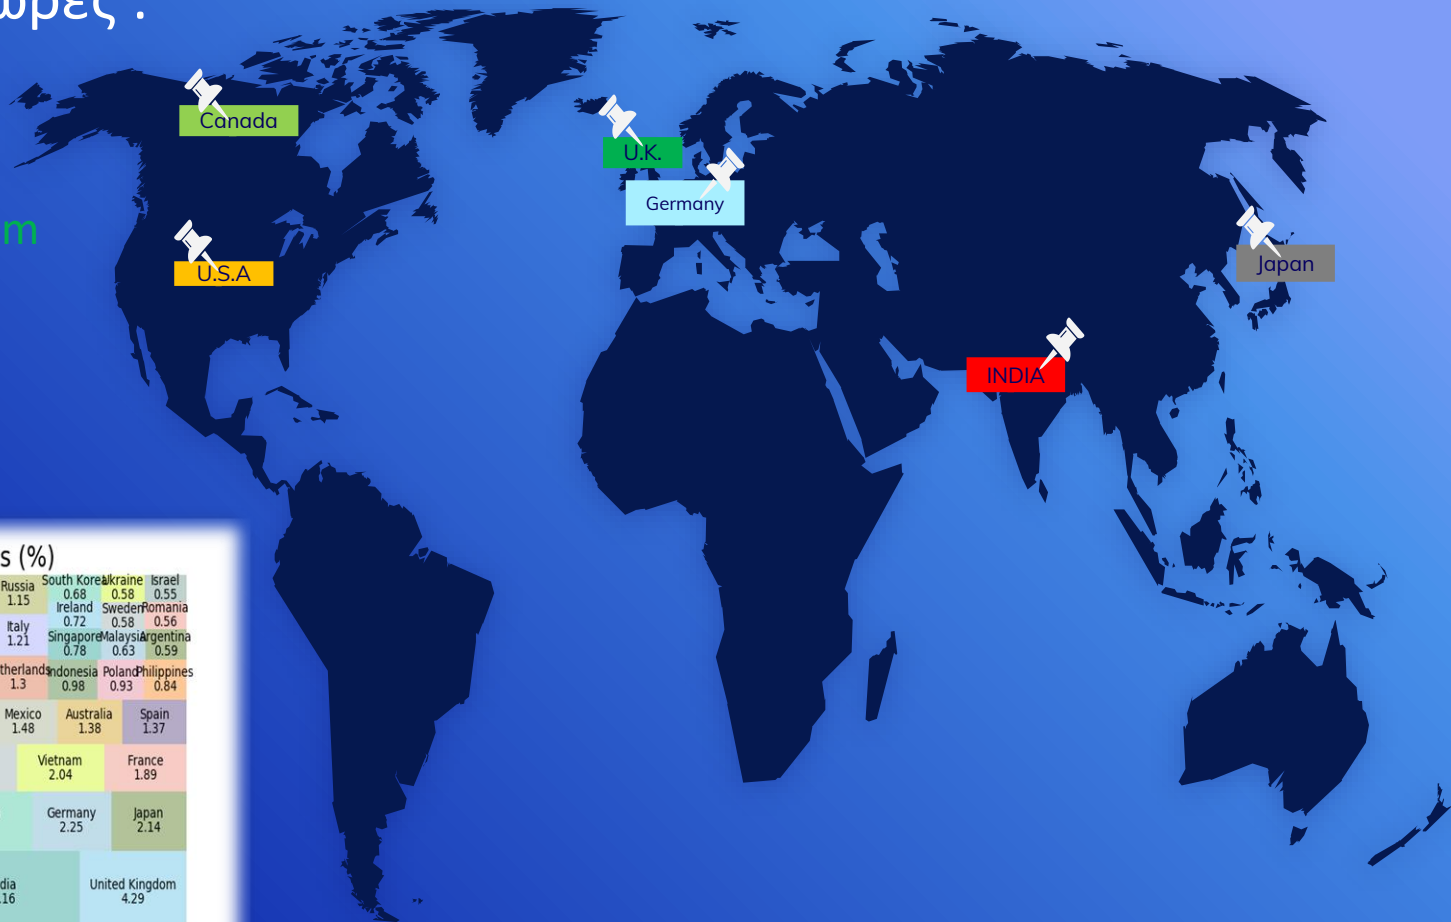 ώρες :
Canada
U.K.
Germany
m
U.S.A
Japan
INDIA
s (%)
Russia
1.15
South Korea
0.68
Ukraine
0.58
Israel
0.55
Ireland
0.72
Sweden
0.58
Romania
0.56
Italy
1.21
Singapore
0.78
Malaysia
0.63
Argentina
0.59
therlands
1.3
Indonesia
0.98
Poland
0.93
Philippines
0.84
Mexico
1.48
Australia
1.38
Spain
1.37
Vietnam
2.04
France
1.89
Germany
2.25
Japan
2.14
dia
.16
United Kingdom
4.29